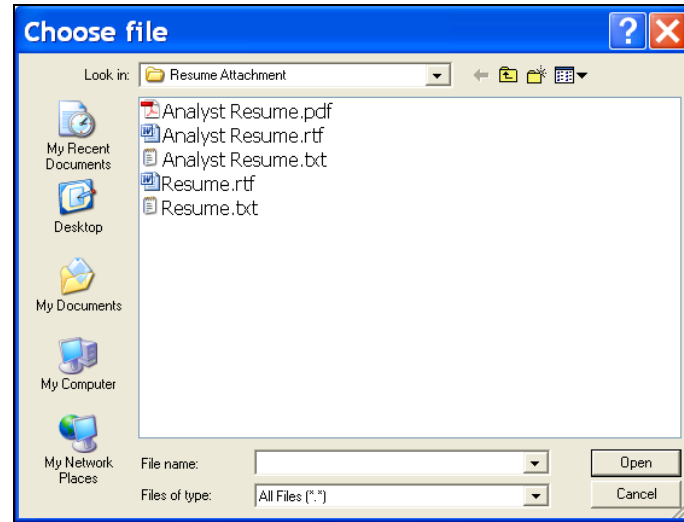 Choose file
Look in: Resume Attachment
My Recent
Documents
Desktop
My Documents
My Computer
My Network
Places
Analyst Resume.pdf
Analyst Resume.rtf
Analyst Resume.txt
Resume.rtf
Resume.txt
File name:
Open
Files of type: All Files (*.*)
Cancel